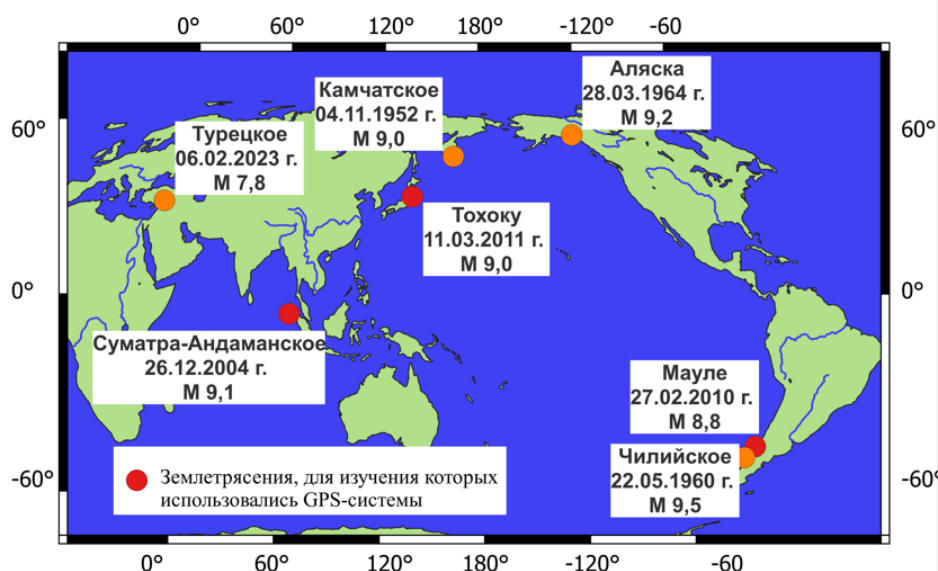 0° 60° 120° 180° -120° -60
Аляска
28.03.1964 г.
М 9,2
Камчатское
04.11.1952 г.
М 9,0
60°
60°
Турецкое
06.02.2023 г.
М 7,8
Тохоку
11.03.2011 г.
М 9,0
0°
0°
Суматра-Андаманское
26.12.2004 г.
М 9,1
Мауле
27.02.2010 г.
М 8,8
Чилийское
22.05.1960 г.
М 9,5
Землетрясения, для изучения которых
использовались GPS-системы
-60°
-60°
0° 60° 120° 180° -120° -60